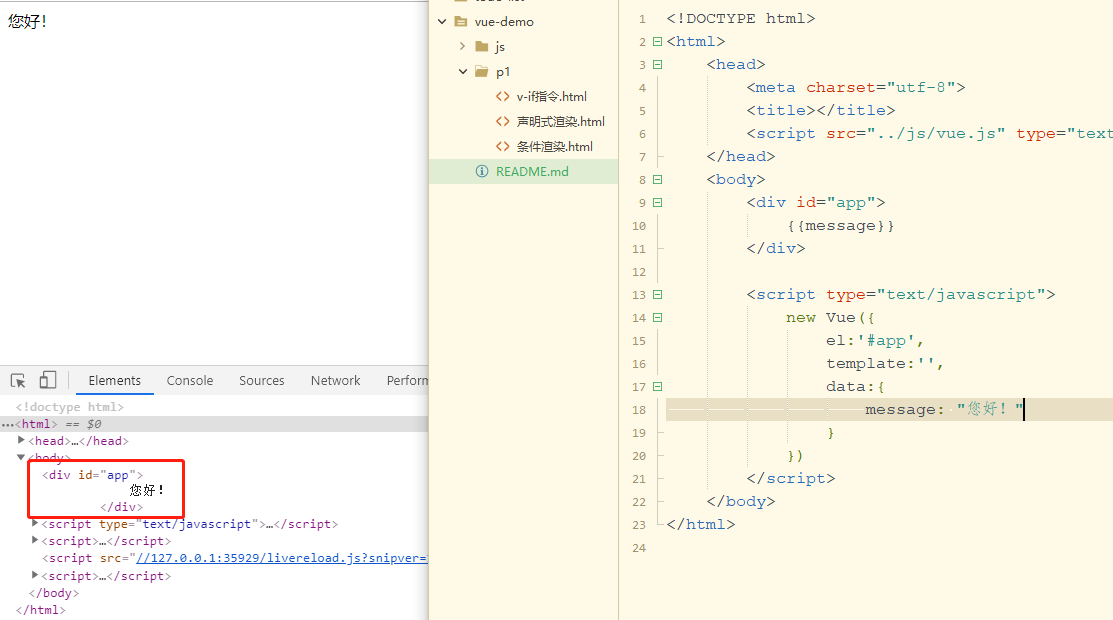 您好！
Elements Console Sources Network Perform
<!doctype html>
…<html> == $0
<head>…</head>
<body>
<div id="app">
您好！
</div>
<script type="text/javascript">…</script>
<script>…</script>
<script src="//127.0.0.1:35929/livereload.js?snipver=
<script>…</script>
</body>
</html>
vue-demo
js
p1
v-if指令.html
声明式渲染.html
条件渲染.html
README.md
1 <!DOCTYPE html>
2 <html>
3 <head>
4 <meta charset="utf-8">
5 <title></title>
6 <script src="../js/vue.js" type="text
7 </head>
8 <body>
9 <div id="app">
10 {{message}}
11 </div>
12
13 <script type="text/javascript">
14 new Vue({
15 el:'#app',
16 template:'',
17 data:{
18 message: "您好！"
19 }
20 })
21 </script>
22 </body>
23 </html>
24